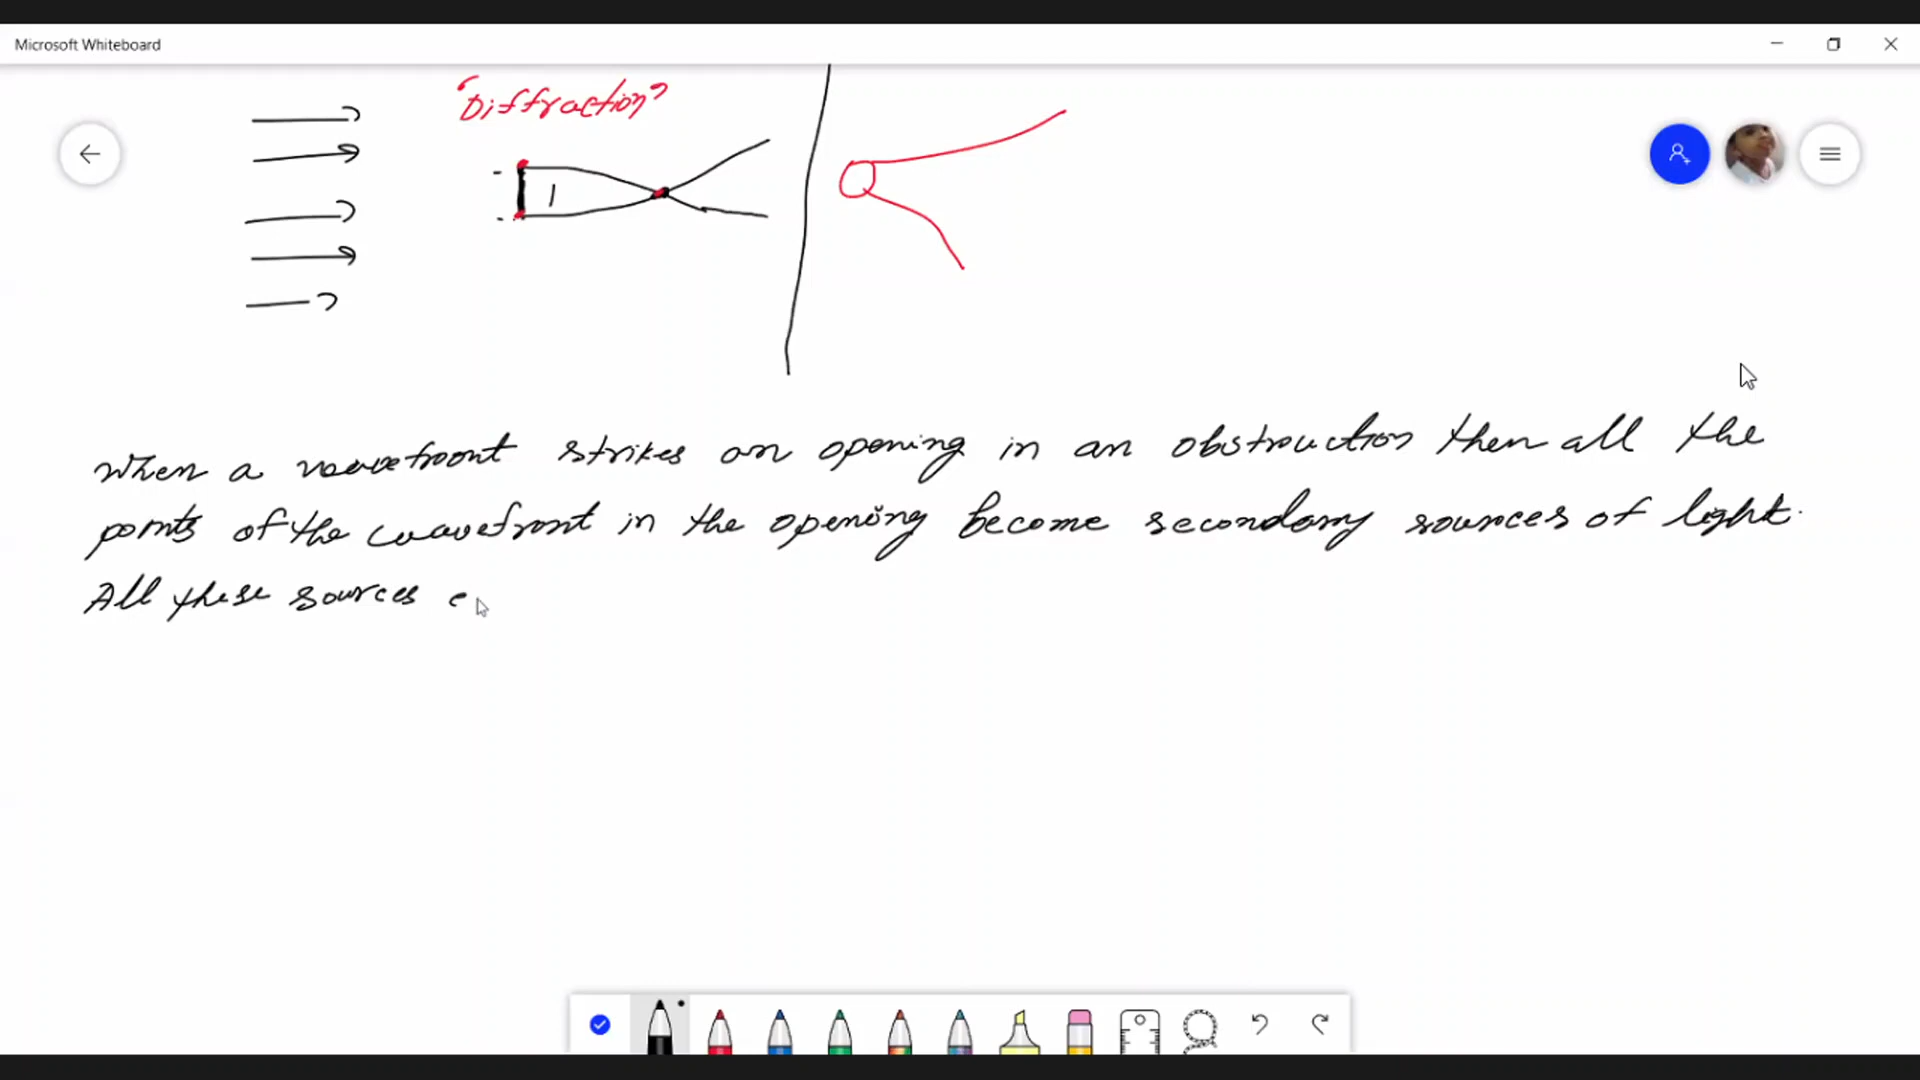 Microsoft Whiteboard
"Diffraction"
When a wavefront strikes an opening in an obstruction then all the
points of the wavefront in the opening become secondary sources of light.
All these sources e